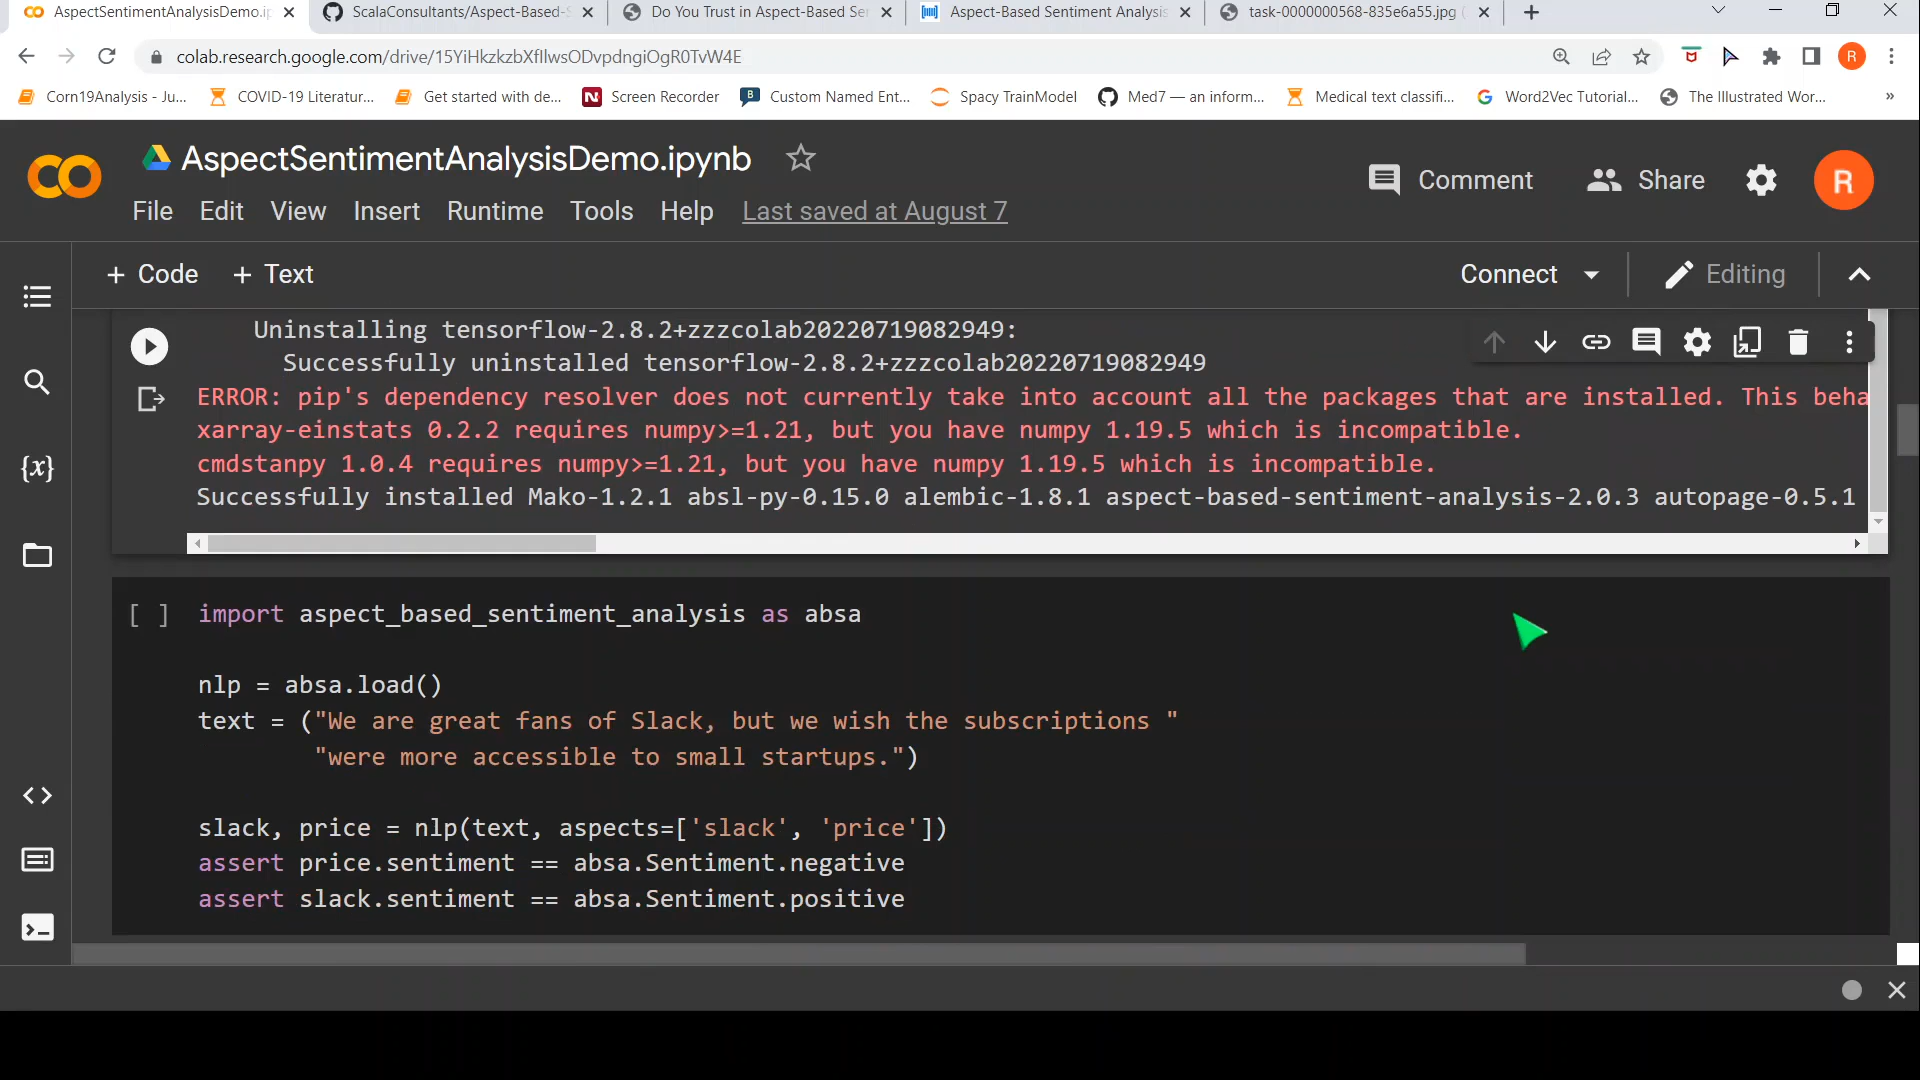 AspectSentimentAnalysisDemo.ip
ScalaConsultants/Aspect-Based-S
Do You Trust in Aspect-Based Se
Aspect-Based Sentiment Analysis
task-0000000568-835e6a55.jpg (
colab.research.google.com/drive/15YiHkzkzbXfIlwsODvpdngiOgR0TvW4E
R
Corn19Analysis - Ju...
COVID-19 Literatur...
Get started with de...
Screen Recorder
Custom Named Ent...
Spacy TrainModel
Med7 — an inform...
Medical text classifi...
Word2Vec Tutorial...
The Illustrated Wor...
»
AspectSentimentAnalysisDemo.ipynb
Comment
Share
R
File Edit View Insert Runtime Tools Help Last saved at August 7
+ Code + Text
Connect
Editing
Uninstalling tensorflow-2.8.2+zzzcolab20220719082949:
Successfully uninstalled tensorflow-2.8.2+zzzcolab20220719082949
ERROR: pip's dependency resolver does not currently take into account all the packages that are installed. This beha
xarray-einstats 0.2.2 requires numpy>=1.21, but you have numpy 1.19.5 which is incompatible.
cmdstanpy 1.0.4 requires numpy>=1.21, but you have numpy 1.19.5 which is incompatible.
Successfully installed Mako-1.2.1 absl-py-0.15.0 alembic-1.8.1 aspect-based-sentiment-analysis-2.0.3 autopage-0.5.1
{x}
[ ] import aspect_based_sentiment_analysis as absa
nlp = absa.load()
text = ("We are great fans of Slack, but we wish the subscriptions "
"were more accessible to small startups.")
slack, price = nlp(text, aspects=['slack', 'price'])
assert price.sentiment == absa.Sentiment.negative
assert slack.sentiment == absa.Sentiment.positive